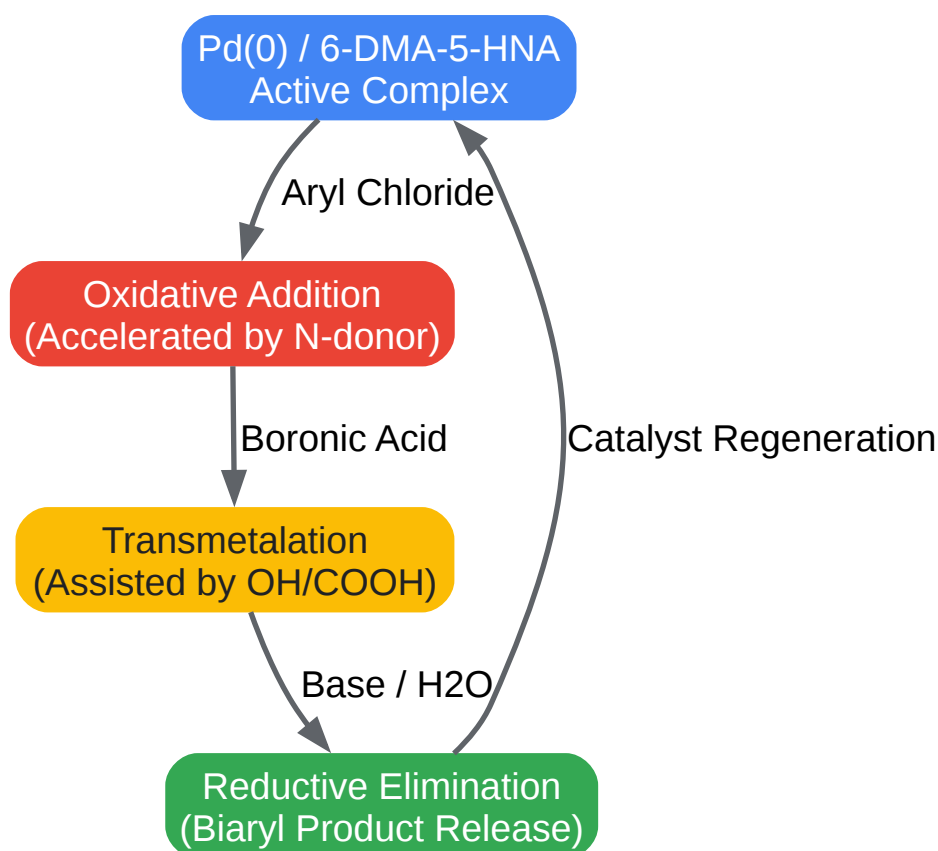 Pd(0) / 6-DMA-5-HNA
Active Complex
Aryl Chloride
Oxidative Addition
(Accelerated by N-donor)
Boronic Acid
Catalyst Regeneration
Transmetalation
(Assisted by OH/COOH)
Base / H2O
Reductive Elimination
(Biaryl Product Release)